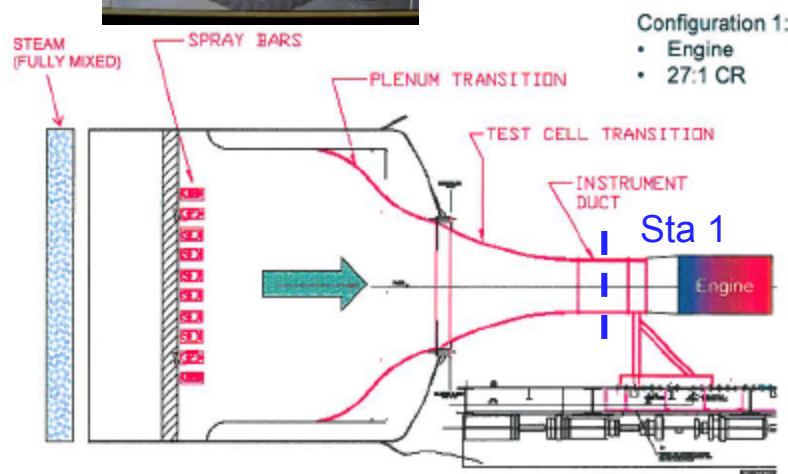 Configuration 1:
• Engine
• 27:1 CR
STEAM
(FULLY MIXED)
SPRAY BARS
PLENUM TRANSITION
TEST CELL TRANSITION
INSTRUMENT
DUCT
Sta 1
Engine